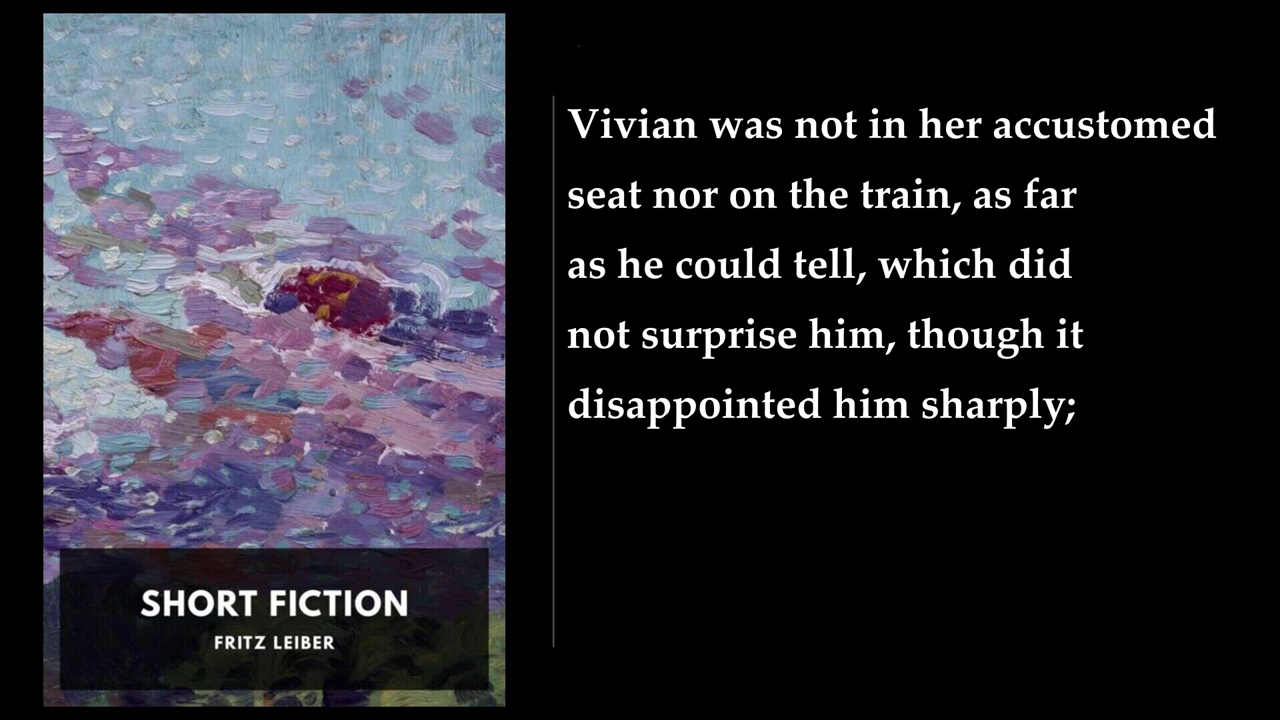 Vivian was not in her accustomed
seat nor on the train, as far
as he could tell, which did
not surprise him, though it
disappointed him sharply;
SHORT FICTION
FRITZ LEIBER